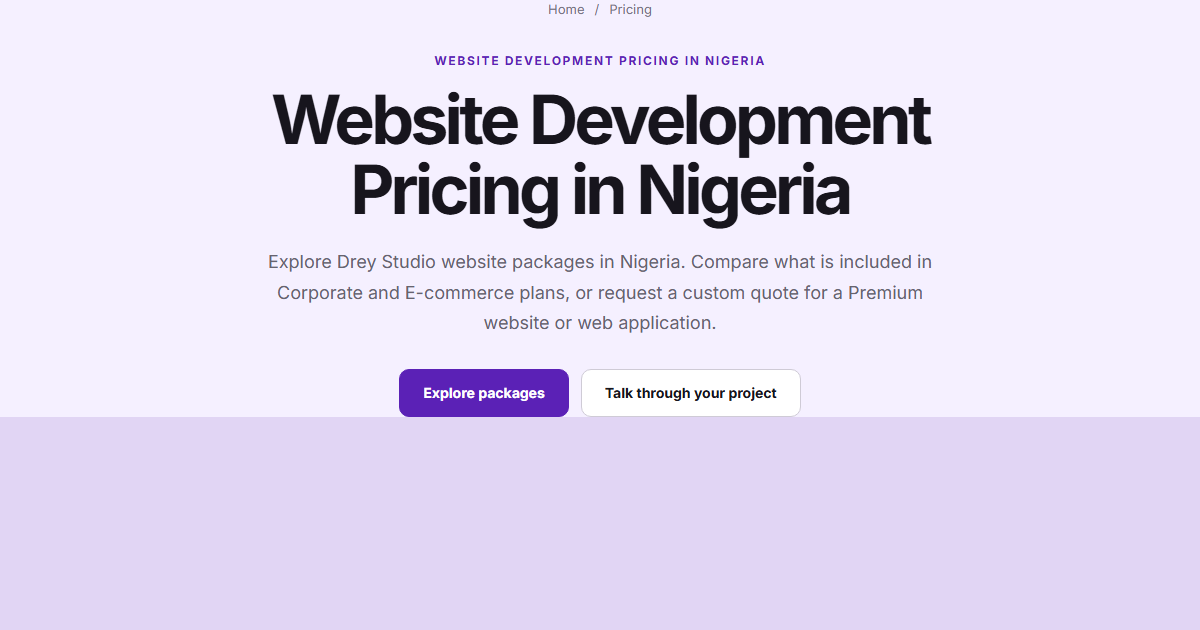 Home / Pricing
WEBSITE DEVELOPMENT PRICING IN NIGERIA
Website Development
Pricing in Nigeria
Explore Drey Studio website packages in Nigeria. Compare what is included in
Corporate and E-commerce plans, or request a custom quote for a Premium
website or web application.
Explore packages
Talk through your project